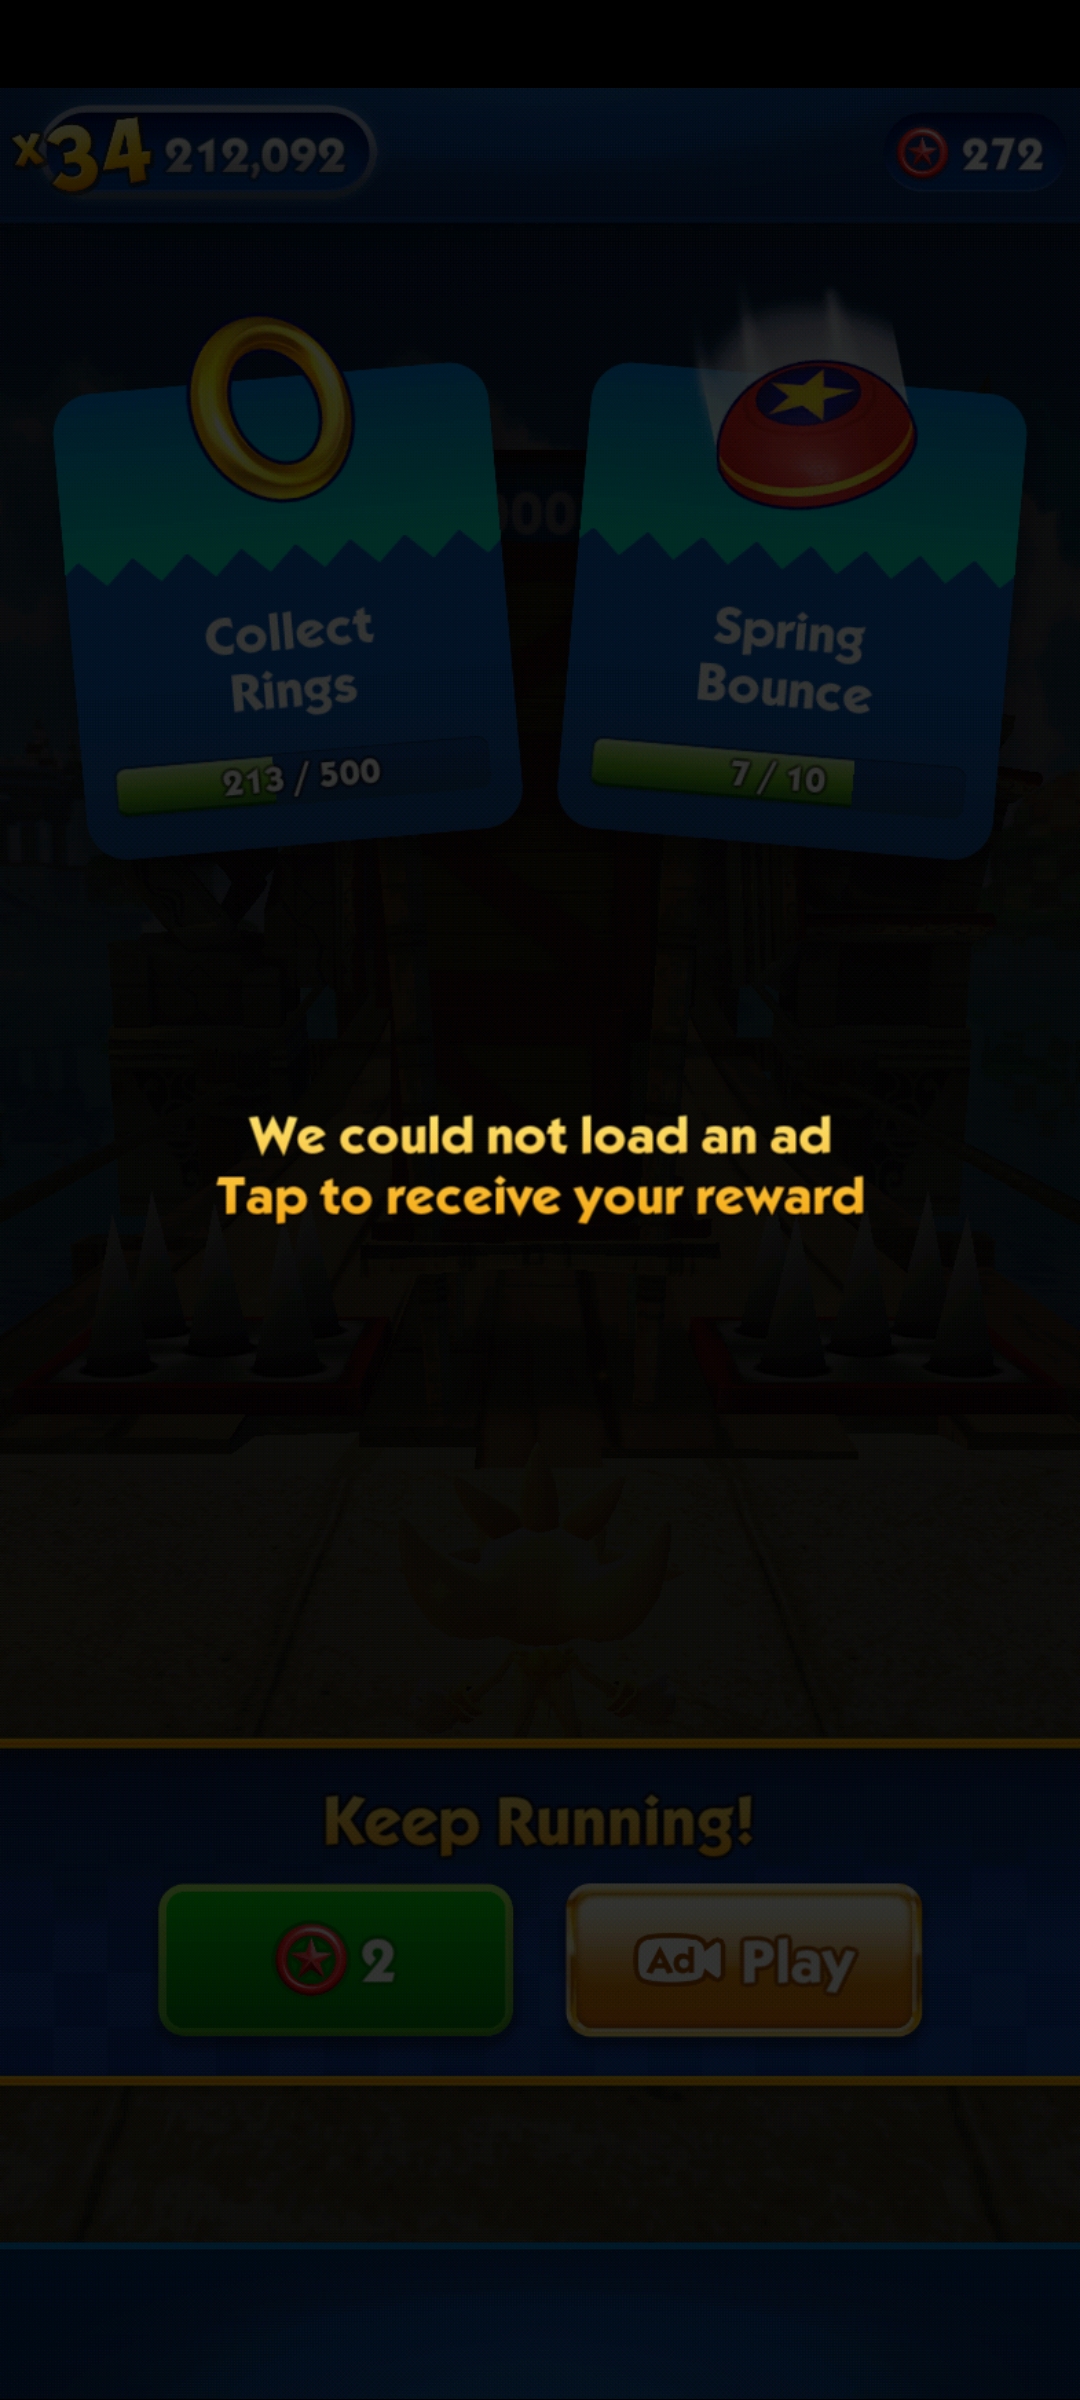 x34 212,092
272
Collect
Rings
213 / 500
Spring
Bounce
7 / 10
We could not load an ad
Tap to receive your reward
Keep Running!
2
Ad Play